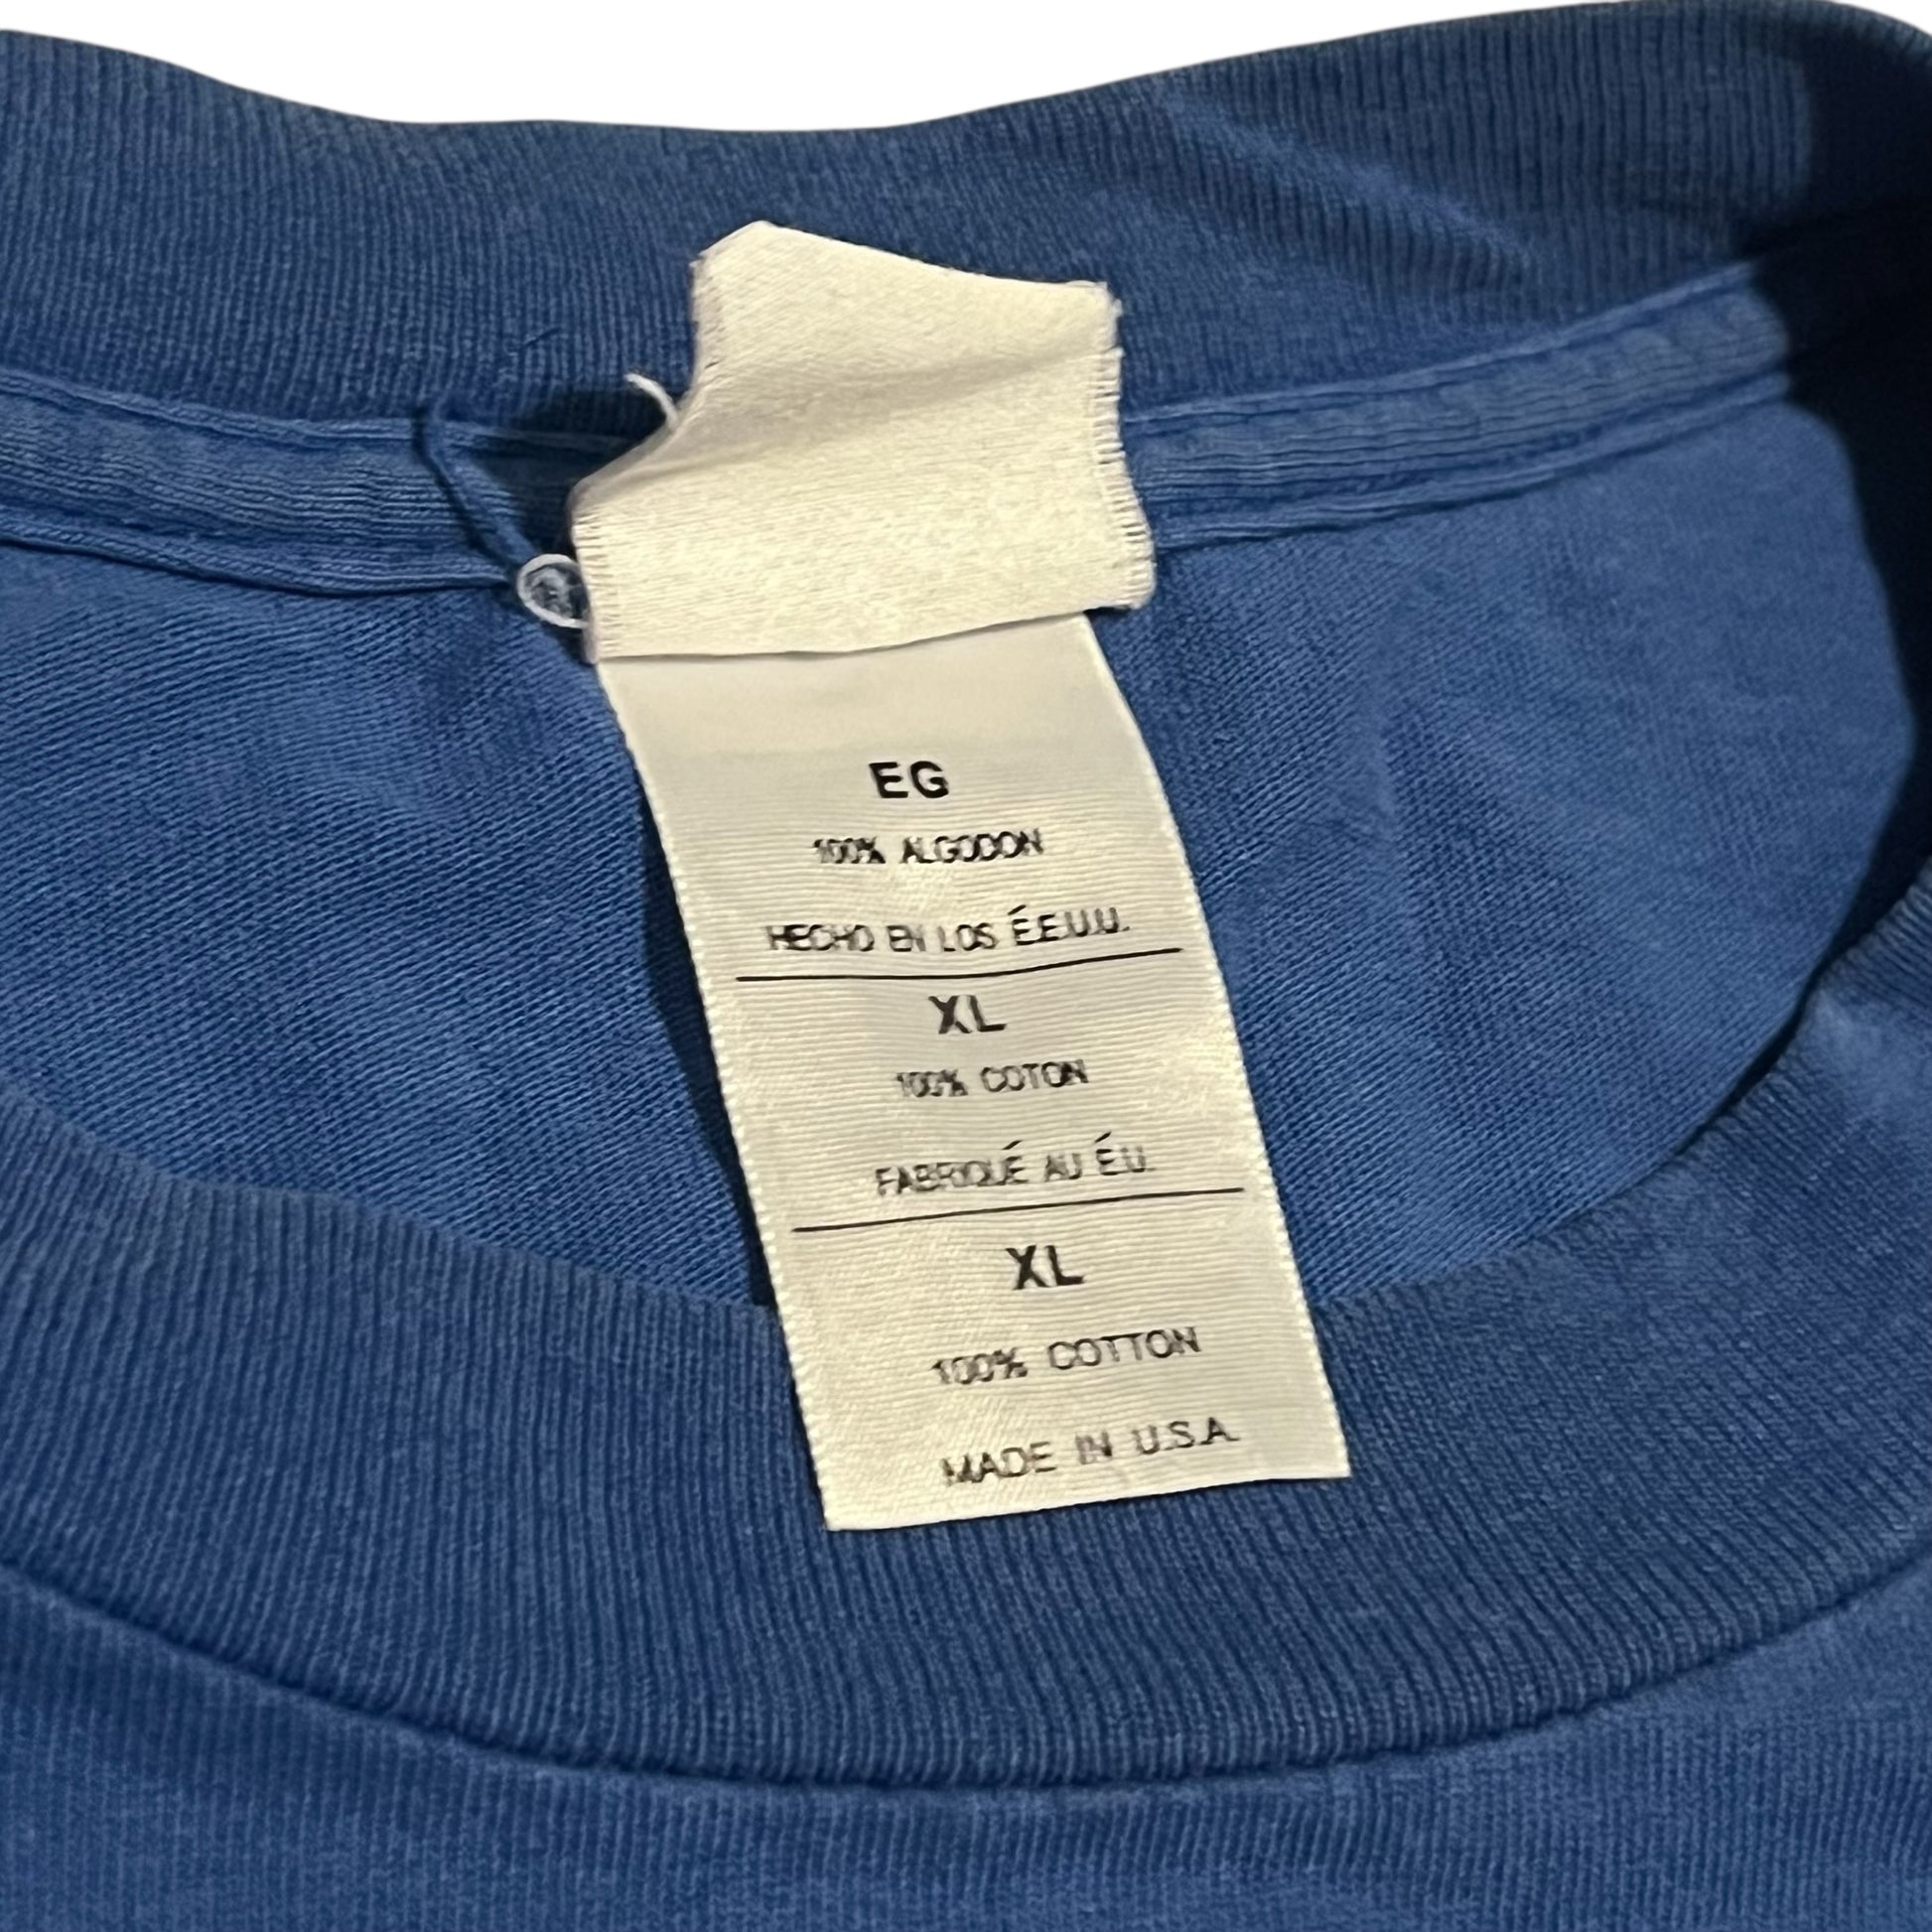 EG
100% ALGODON
HECHO EN LOS É.E.U.U.
XL
100% COTON
FABRIQUÉ AU É.U.
XL
100% COTTON
MADE IN U.S.A.